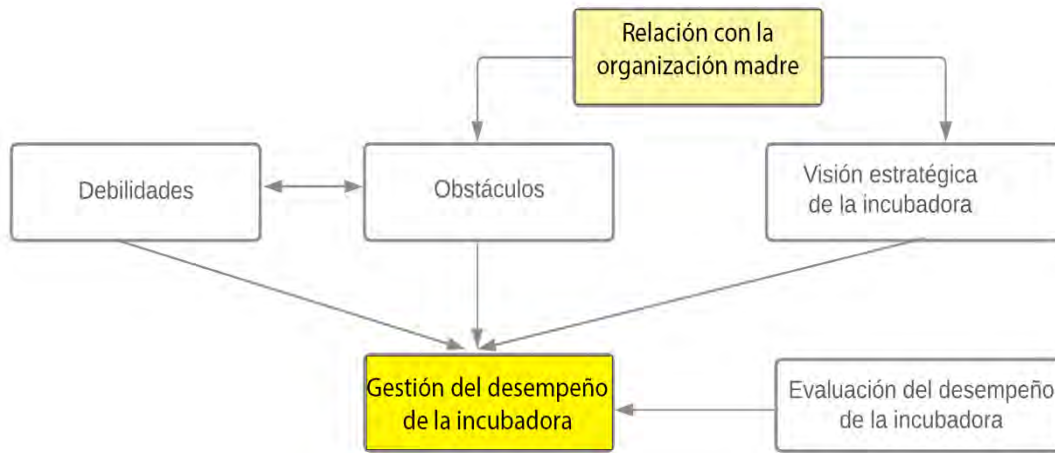 Relación con la
organización madre
Debilidades
Obstáculos
Visión estratégica
de la incubadora
Gestión del desempeño
de la incubadora
Evaluación del desempeño
de la incubadora